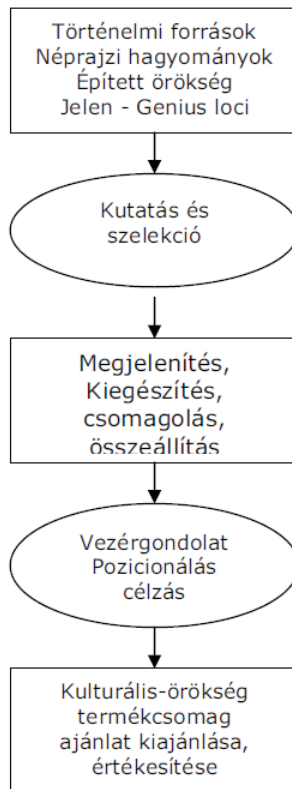 Történelmi források
Néprajzi hagyományok
Épített örökség
Jelen - Genius loci
Kutatás és
szelekció
Megjelenítés,
Kiegészítés,
csomagolás,
összeállítás
Vezérgondolat
Pozicionálás
célzás
Kulturális-örökség
termékcsomag
ajánlat kiajánlása,
értékesítése